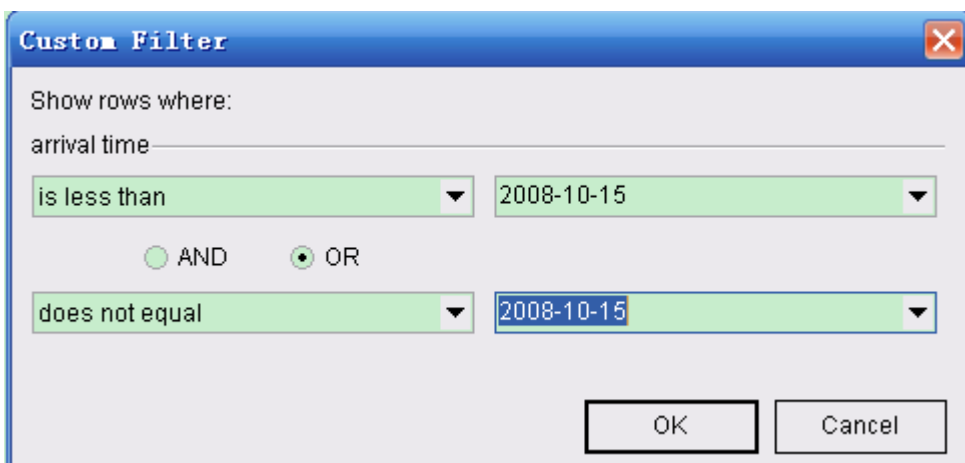 Custom Filter
Show rows where:
arrival time
is less than 2008-10-15
AND OR
does not equal 2008-10-15
OK Cancel